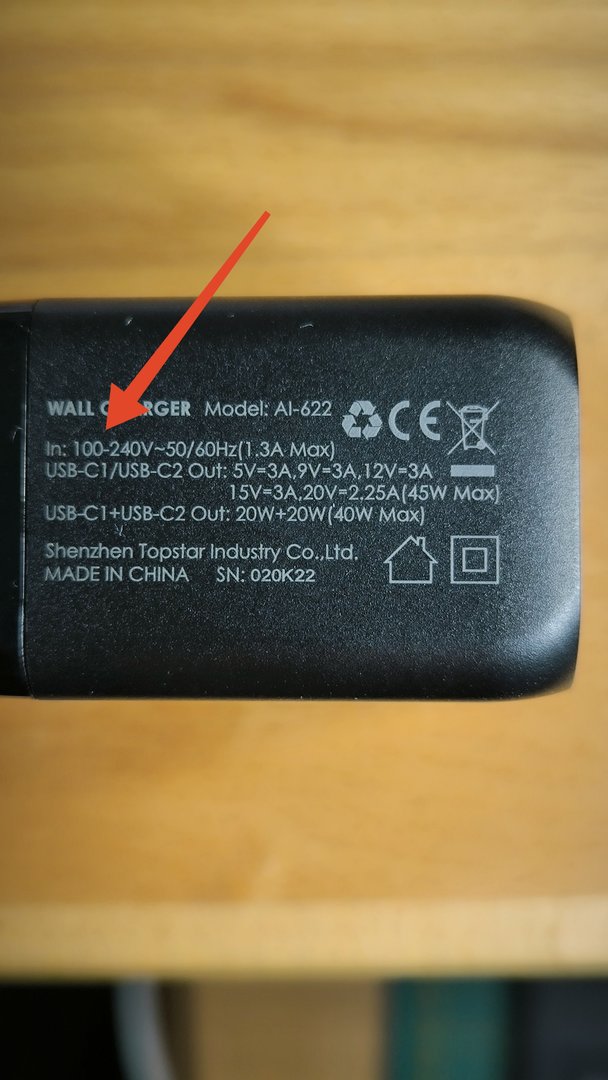 WALL CHARGER Model: AI-622
In: 100-240V~50/60Hz(1.3A Max)
USB-C1/USB-C2 Out: 5V=3A,9V=3A,12V=3A
15V=3A,20V=2.25A(45W Max)
USB-C1+USB-C2 Out: 20W+20W(40W Max)
Shenzhen Topstar Industry Co.,Ltd.
MADE IN CHINA SN: 020K22